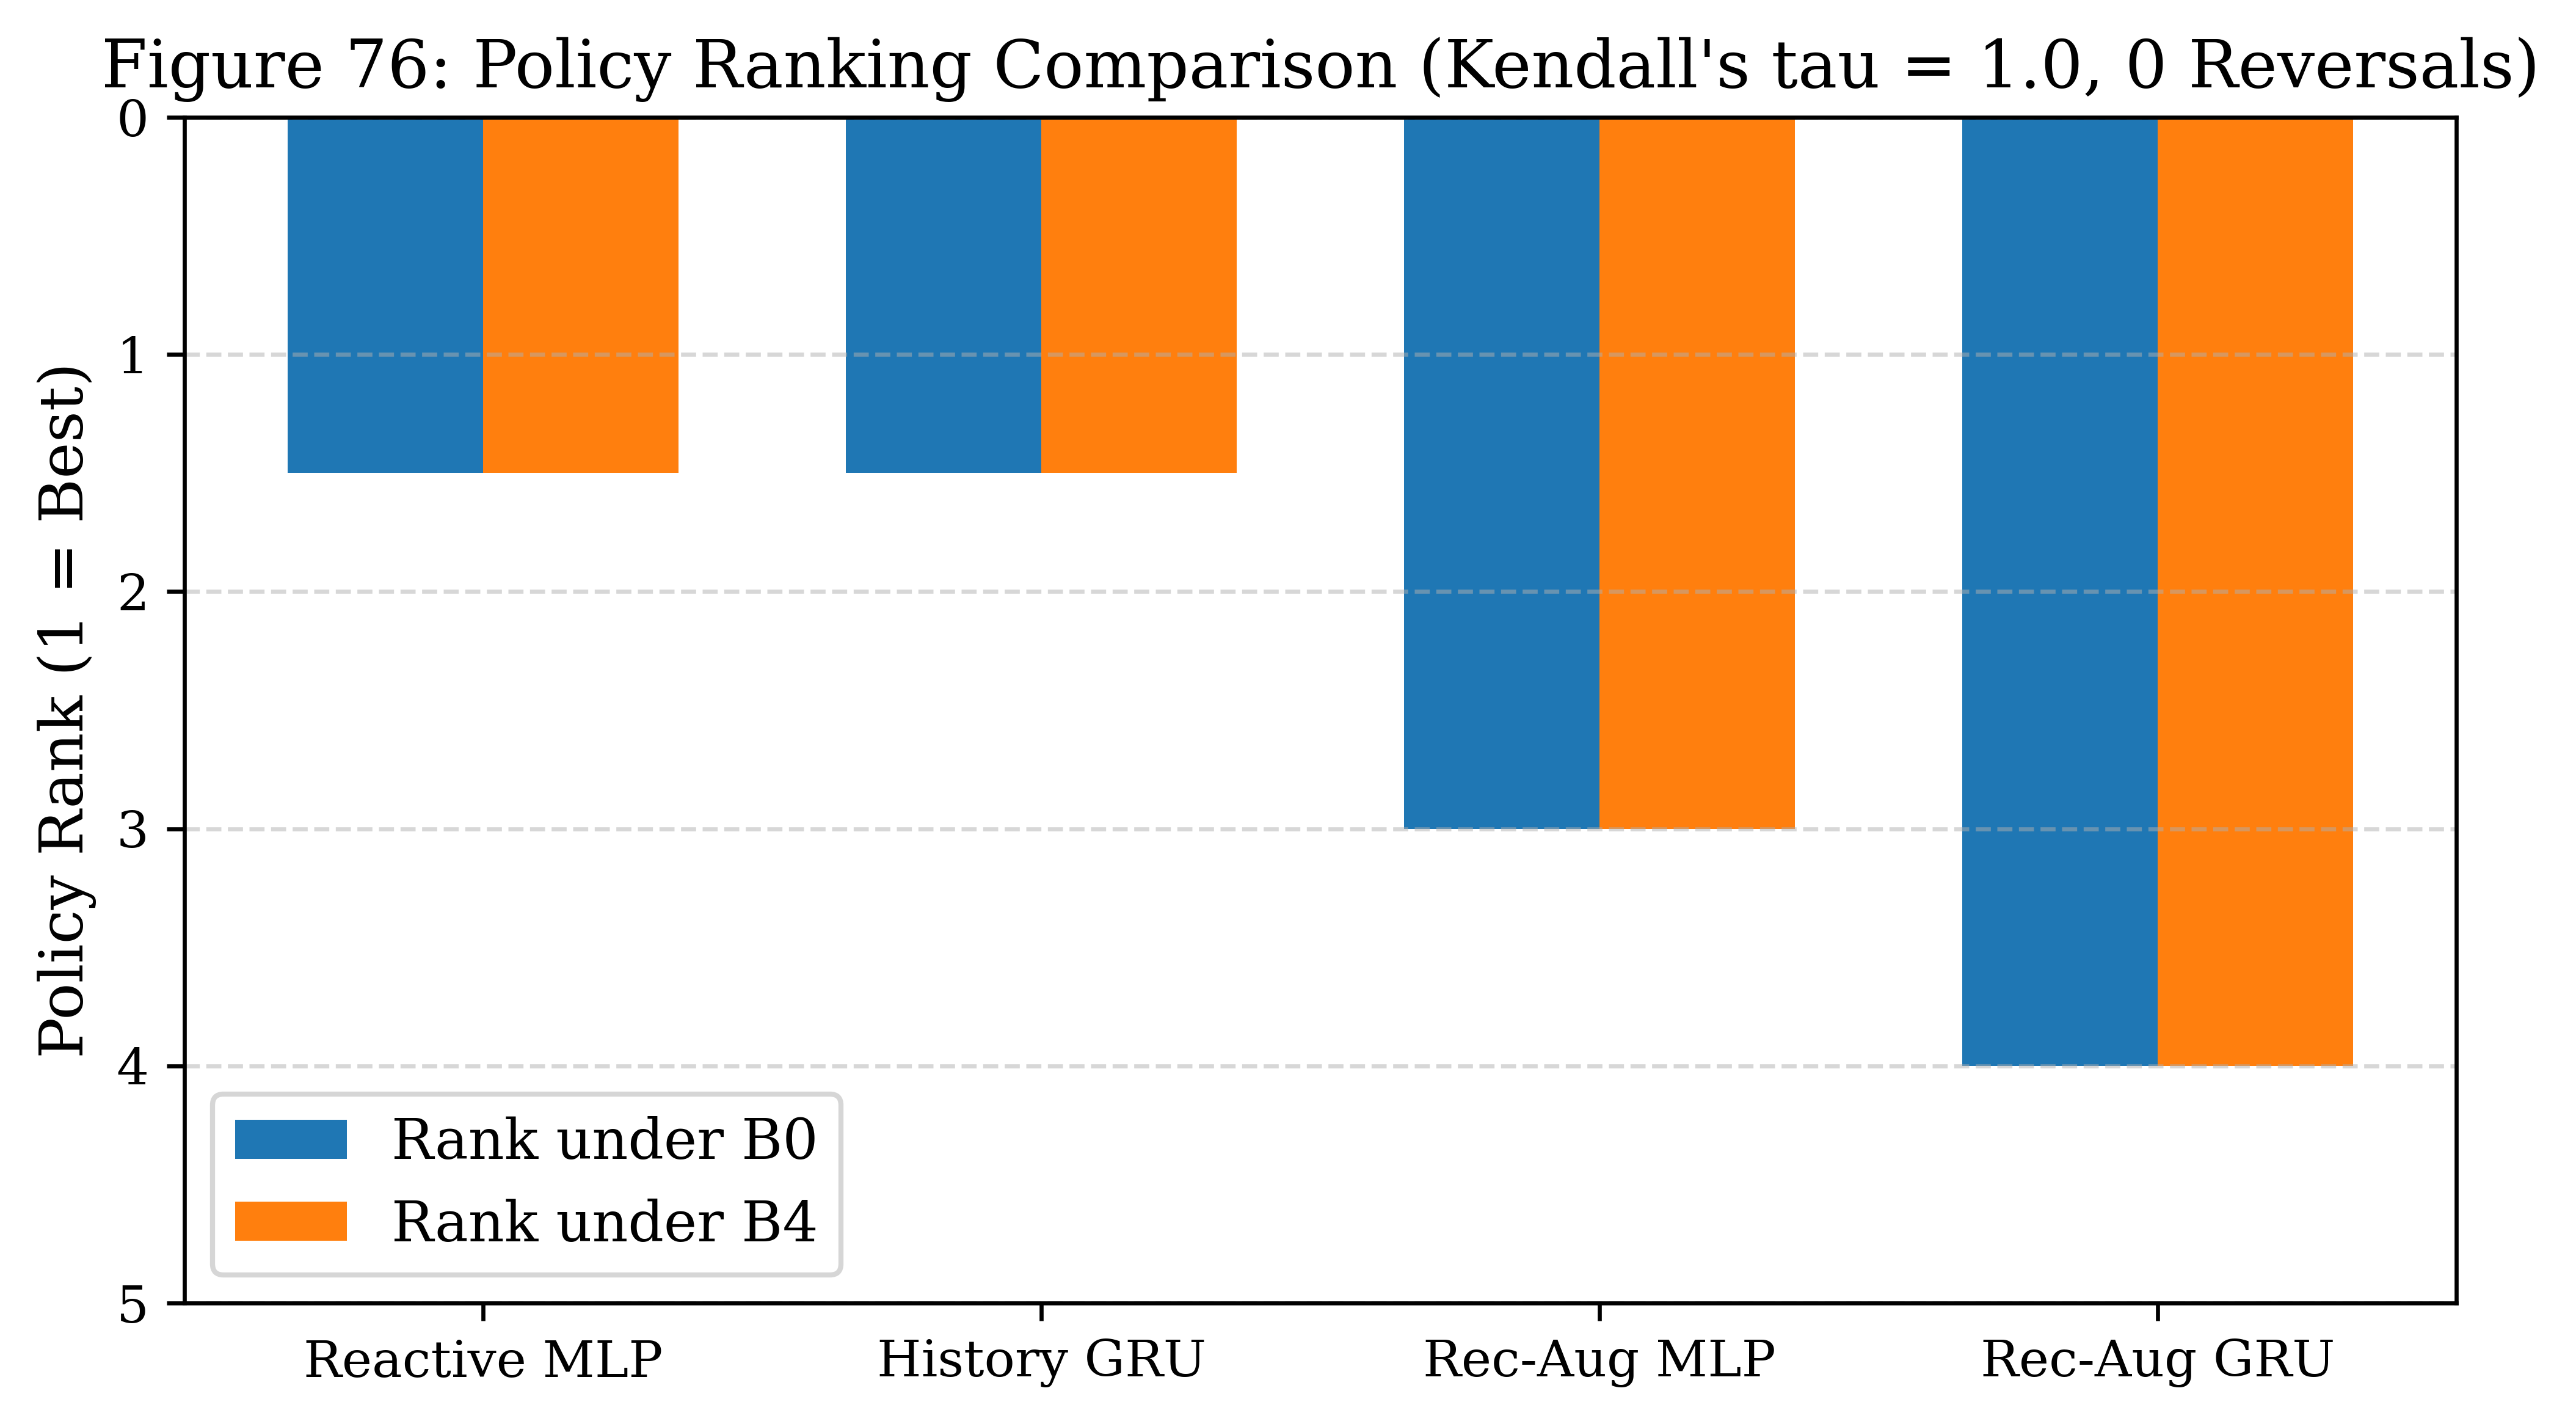 Figure 76: Policy Ranking Comparison (Kendall's tau = 1.0, 0 Reversals)
Policy Rank (1 = Best)
0
1
2
3
4
5
Rank under B0
Rank under B4
Reactive MLP
History GRU
Rec-Aug MLP
Rec-Aug GRU